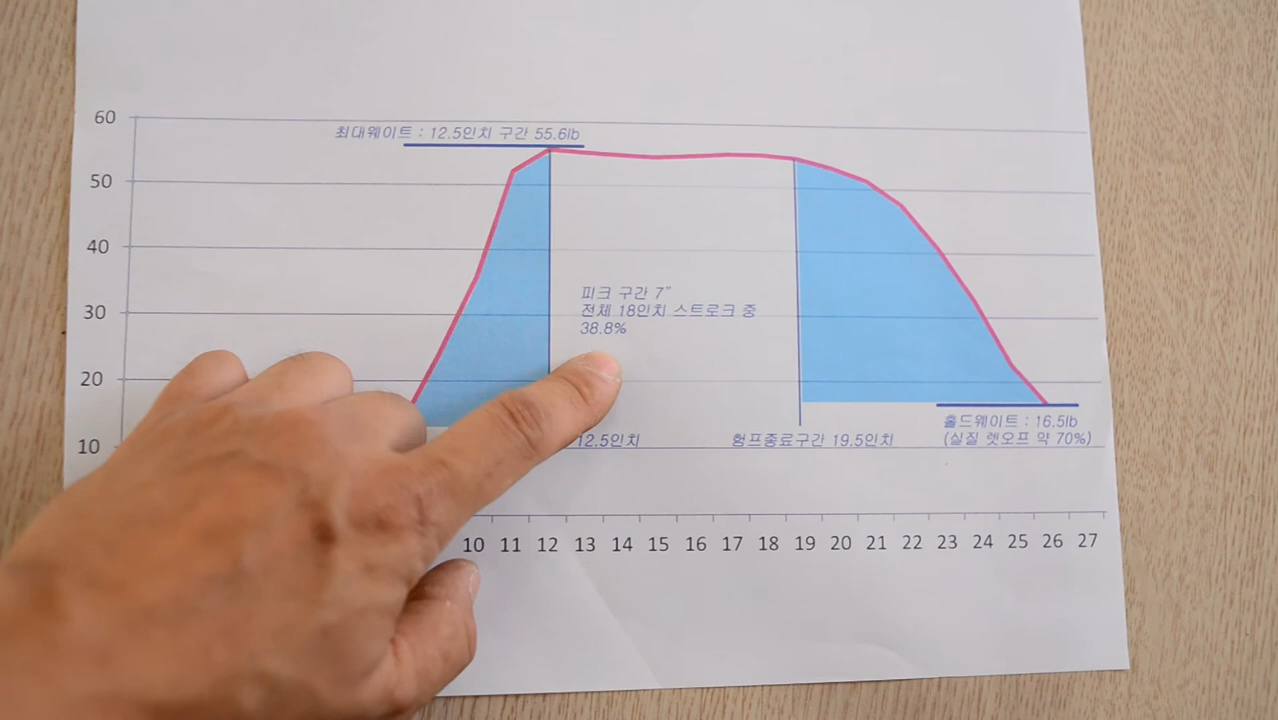 60
최대웨이트 : 12.5인치 구간 55.6lb
50
40
피크 구간 7"
전체 18인치 스트로크 중
30
38.8%
20
홀드웨이트 : 16.5lb
12.5인치
험프종료구간 19.5인치
(실질 렛오프 약 70%)
10
10 11 12 13 14 15 16 17 18 19 20 21 22 23 24 25 26 27